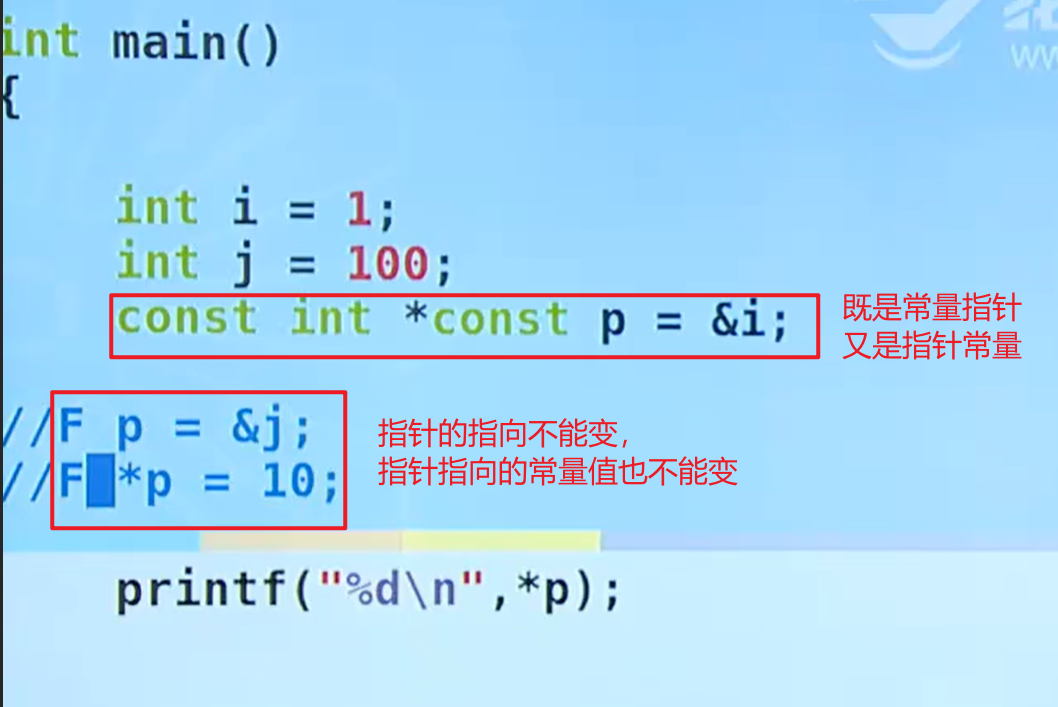 int main()
{
int i = 1;
int j = 100;
const int *const p = &i;
既是常量指针
又是指针常量
//F p = &j;
//F *p = 10;
指针的指向不能变，
指针指向的常量值也不能变
printf("%d\n",*p);